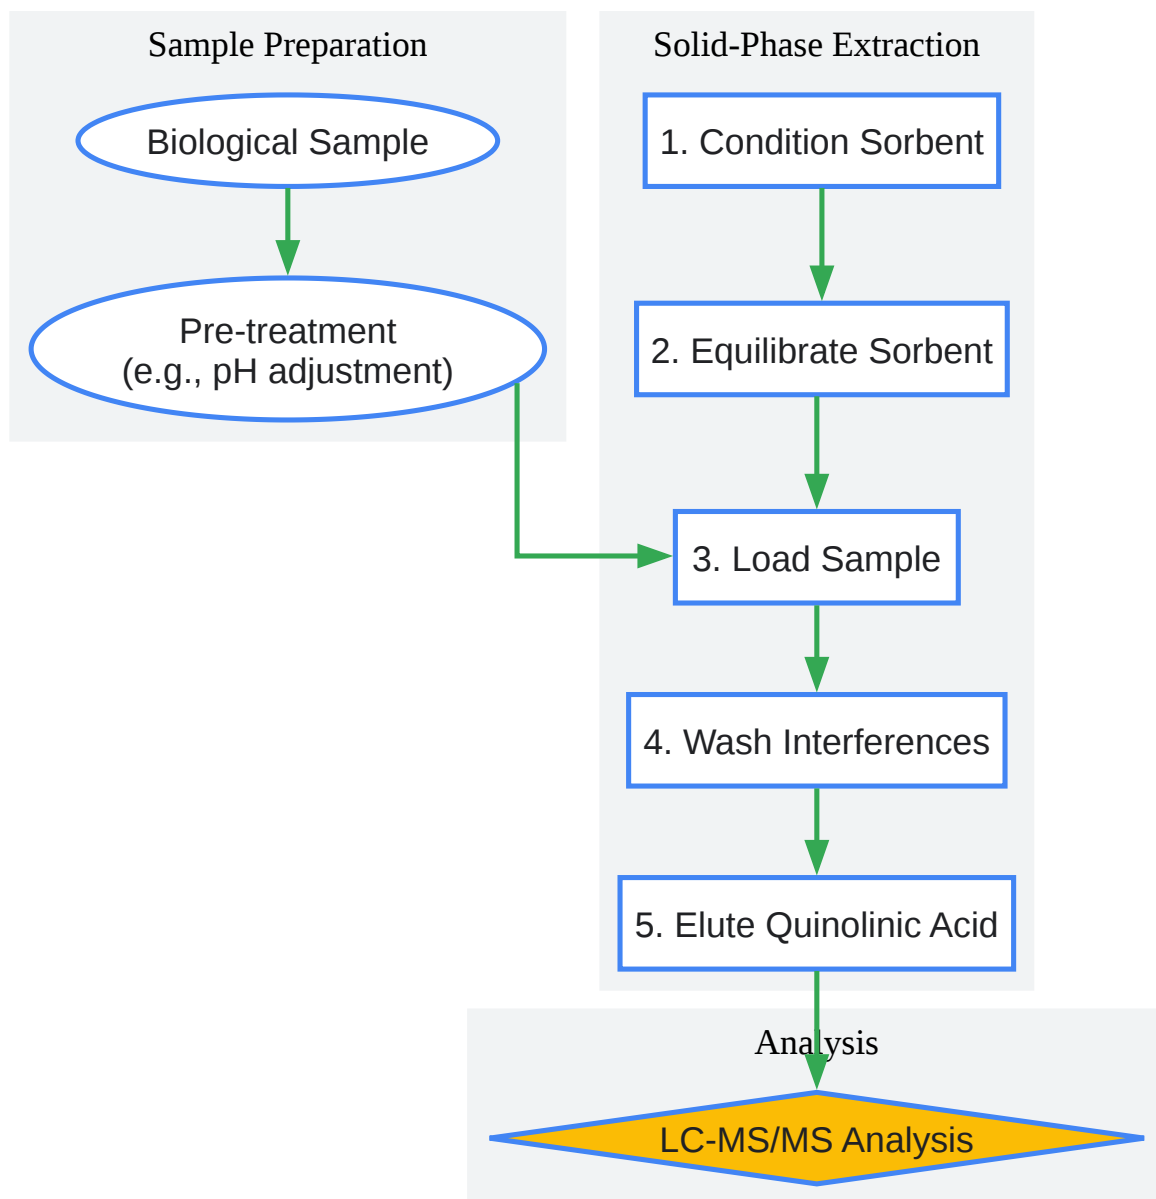 Sample Preparation
Biological Sample
Pre-treatment
(e.g., pH adjustment)
Solid-Phase Extraction
1. Condition Sorbent
2. Equilibrate Sorbent
3. Load Sample
4. Wash Interferences
5. Elute Quinolinic Acid
Analysis
LC-MS/MS Analysis